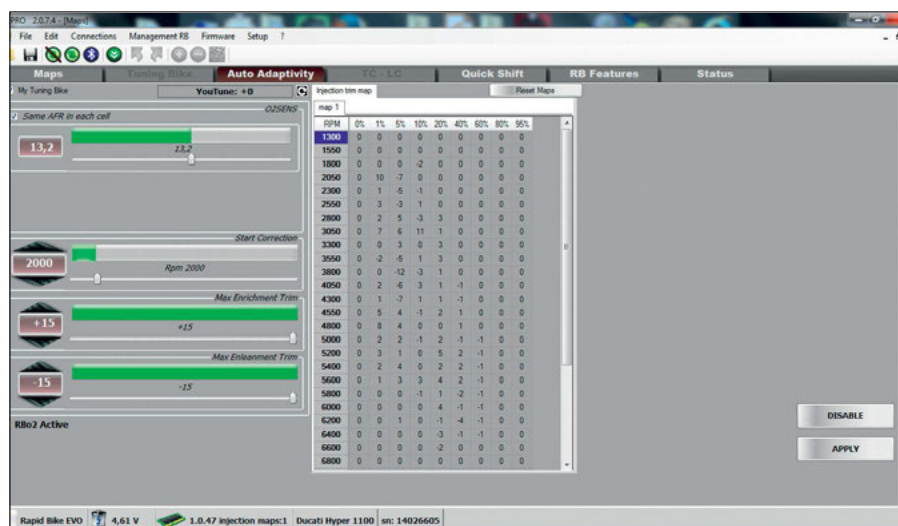 PRO 2.0.7.4 - [Maps]
File Edit Connections Management RB Firmware Setup ?
Maps Tuning Bike Auto Adaptivity TC - LC Quick Shift RB Features Status
My Tuning Bike YouTune: +0 Injection trim map Reset Maps
map 1
O2SENS
Same AFR in each cell
13,2
13,2
Start Correction
2000
Rpm 2000
Max Enrichment Trim
+15
+15
Max Enleanment Trim
-15
-15
RBo2 Active
RPM 0% 1% 5% 10% 20% 40% 60% 80% 95%
1300 0 0 0 0 0 0 0 0 0
1550 0 0 0 0 0 0 0 0 0
1800 0 0 0 -2 0 0 0 0 0
2050 0 10 -7 0 0 0 0 0 0
2300 0 1 -5 -1 0 0 0 0 0
2550 0 3 -3 1 0 0 0 0 0
2800 0 2 5 -3 3 0 0 0 0
3050 0 7 6 11 1 0 0 0 0
3300 0 0 3 0 3 0 0 0 0
3550 0 -2 -5 1 3 0 0 0 0
3800 0 0 -12 -3 1 0 0 0 0
4050 0 2 -6 3 1 -1 0 0 0
4300 0 1 -7 1 1 -1 0 0 0
4550 0 5 4 -1 2 1 0 0 0
4800 0 8 4 0 0 1 0 0 0
5000 0 2 2 -1 2 -1 -1 0 0
5200 0 3 1 0 5 2 -1 0 0
5400 0 2 4 0 2 2 -1 0 0
5600 0 1 3 3 4 2 -1 0 0
5800 0 0 0 -1 1 -2 -1 0 0
6000 0 0 0 0 4 -1 -1 0 0
6200 0 0 1 0 -1 -4 -1 0 0
6400 0 0 0 0 -3 -1 -1 0 0
6600 0 0 0 0 -2 0 0 0 0
6800 0 0 0 0 0 0 0 0 0
DISABLE
APPLY
Rapid Bike EVO 4,61 V 1.0.47 injection maps:1 Ducati Hyper 1100 sn: 14026605